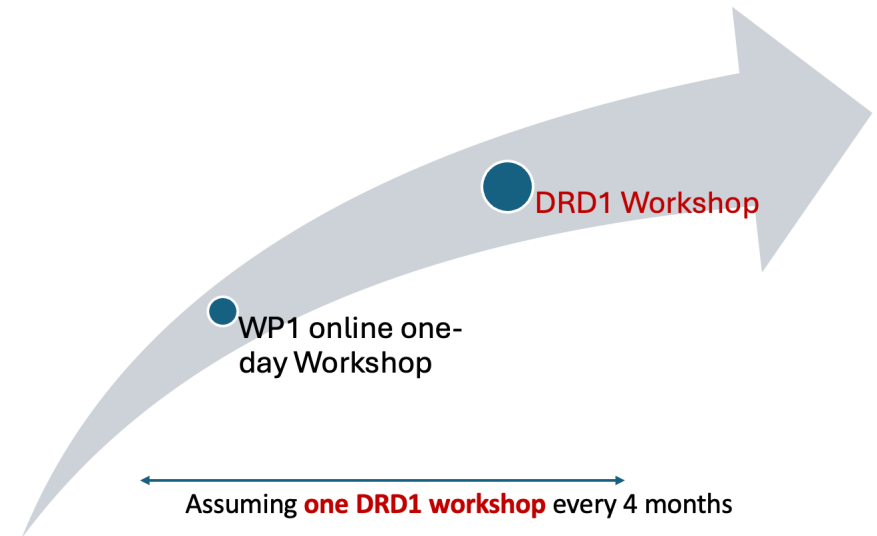 DRD1 Workshop
WP1 online one-
day Workshop
Assuming one DRD1 workshop every 4 months